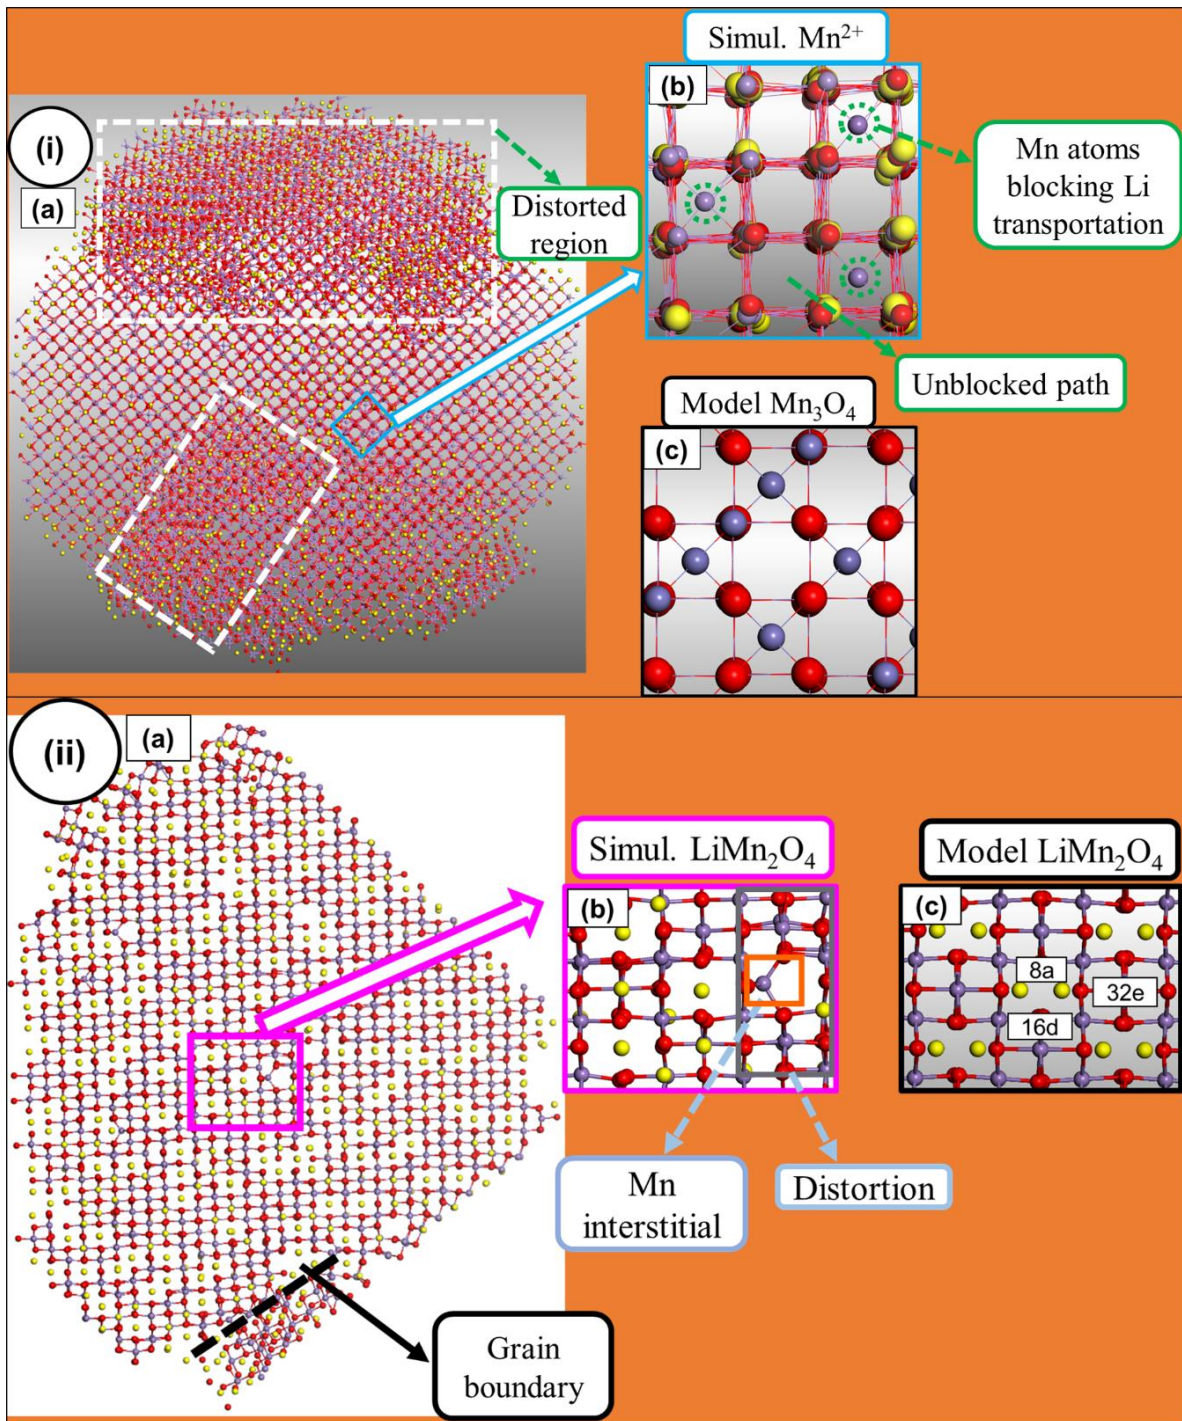 (i)
(a)
Distorted
region
Simul. Mn²⁺
(b)
Mn atoms
blocking Li
transportation
Unblocked path
Model Mn₃O₄
(c)
(ii)
(a)
Simul. LiMn₂O₄
(b)
Mn
interstitial
Distortion
Model LiMn₂O₄
(c)
8a
32e
16d
Grain
boundary